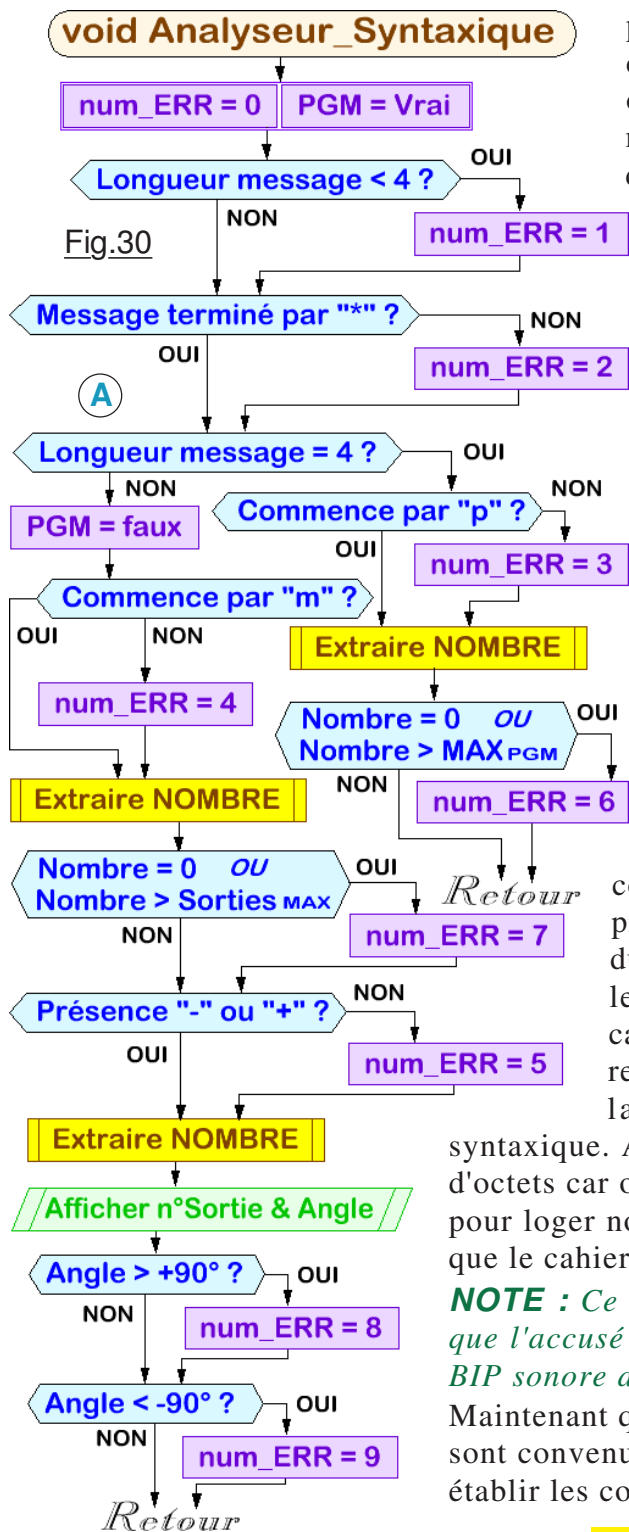 void Analyseur_Syntaxique
num_ERR = 0 PGM = Vrai
Longueur message < 4 ?
OUI
NON
Fig.30
num_ERR = 1
Message terminé par "*" ?
NON
OUI
num_ERR = 2
A
Longueur message = 4 ?
OUI
NON
NON
PGM = faux
Commence par "p" ?
OUI
num_ERR = 3
Commence par "m" ?
OUI
NON
Extraire NOMBRE
num_ERR = 4
Nombre = 0 OU
Nombre > MAX PGM
OUI
NON
Extraire NOMBRE
num_ERR = 6
Nombre = 0 OU
Nombre > Sorties MAX
OUI
Retour
NON
num_ERR = 7
Présence "-" ou "+" ?
NON
OUI
num_ERR = 5
la
Extraire NOMBRE
syntaxique.
Afficher n°Sortie & Angle
d'octets car
pour loger
que le cahier
Angle > +90° ?
OUI
NON
NOTE : Ce
num_ERR = 8
que l'accusé
BIP sonore
Angle < -90° ?
OUI
NON
Maintenant
num_ERR = 9
sont
établir les
Retour